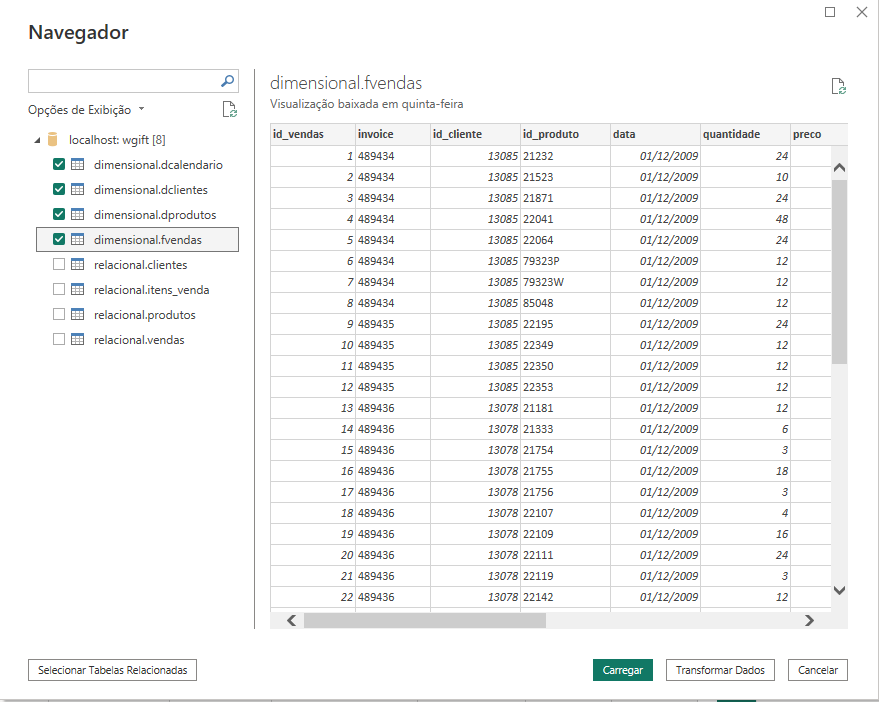 Navegador
Opções de Exibição
localhost: wgift [8]
dimensional.dcalendario
dimensional.dclientes
dimensional.dprodutos
dimensional.fvendas
relacional.clientes
relacional.itens_venda
relacional.produtos
relacional.vendas
dimensional.fvendas
Visualização baixada em quinta-feira
id_vendas invoice id_cliente id_produto data quantidade preco
1 489434 13085 21232 01/12/2009 24
2 489434 13085 21523 01/12/2009 10
3 489434 13085 21871 01/12/2009 24
4 489434 13085 22041 01/12/2009 48
5 489434 13085 22064 01/12/2009 24
6 489434 13085 79323P 01/12/2009 12
7 489434 13085 79323W 01/12/2009 12
8 489434 13085 85048 01/12/2009 12
9 489435 13085 22195 01/12/2009 24
10 489435 13085 22349 01/12/2009 12
11 489435 13085 22350 01/12/2009 12
12 489435 13085 22353 01/12/2009 12
13 489436 13078 21181 01/12/2009 12
14 489436 13078 21333 01/12/2009 6
15 489436 13078 21754 01/12/2009 3
16 489436 13078 21755 01/12/2009 18
17 489436 13078 21756 01/12/2009 3
18 489436 13078 22107 01/12/2009 4
19 489436 13078 22109 01/12/2009 16
20 489436 13078 22111 01/12/2009 24
21 489436 13078 22119 01/12/2009 3
22 489436 13078 22142 01/12/2009 12
Selecionar Tabelas Relacionadas Carregar Transformar Dados Cancelar